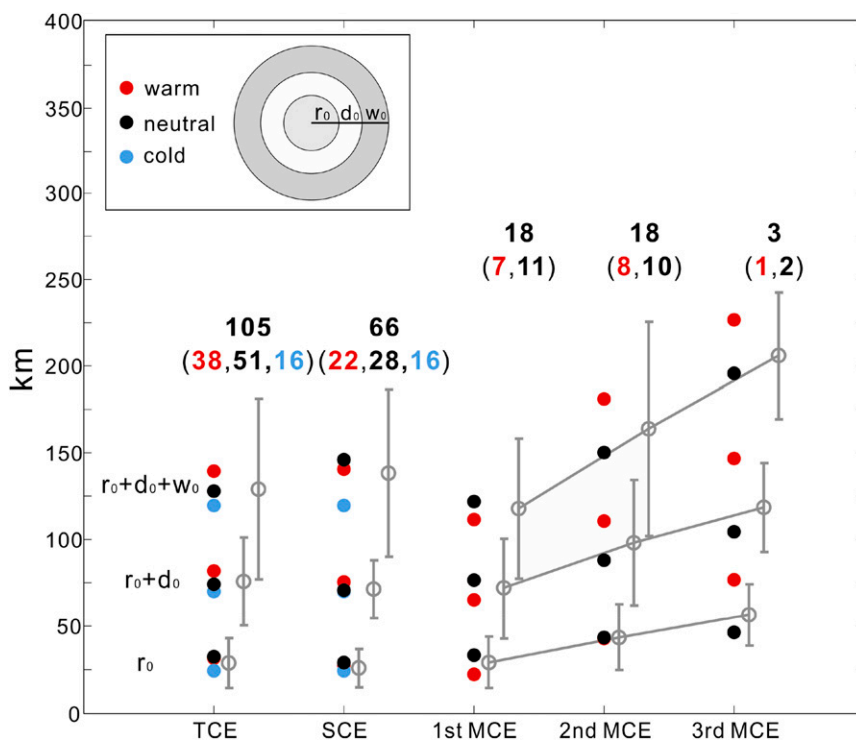 400
350
300
250
200
150
100
50
0
km
warm
neutral
cold
r₀ d₀ w₀
105
(38,51,16)
66
(22,28,16)
18
(7,11)
18
(8,10)
3
(1,2)
r₀+d₀+w₀
r₀+d₀
r₀
TCE SCE 1st MCE 2nd MCE 3rd MCE